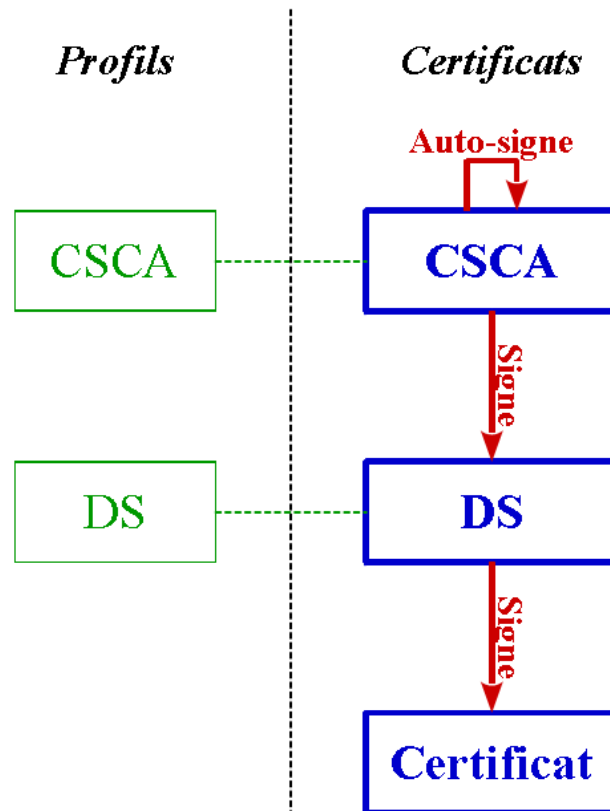 Profils
Certificats
Auto-signe
CSCA
CSCA
Signe
DS
DS
Signe
Certificat